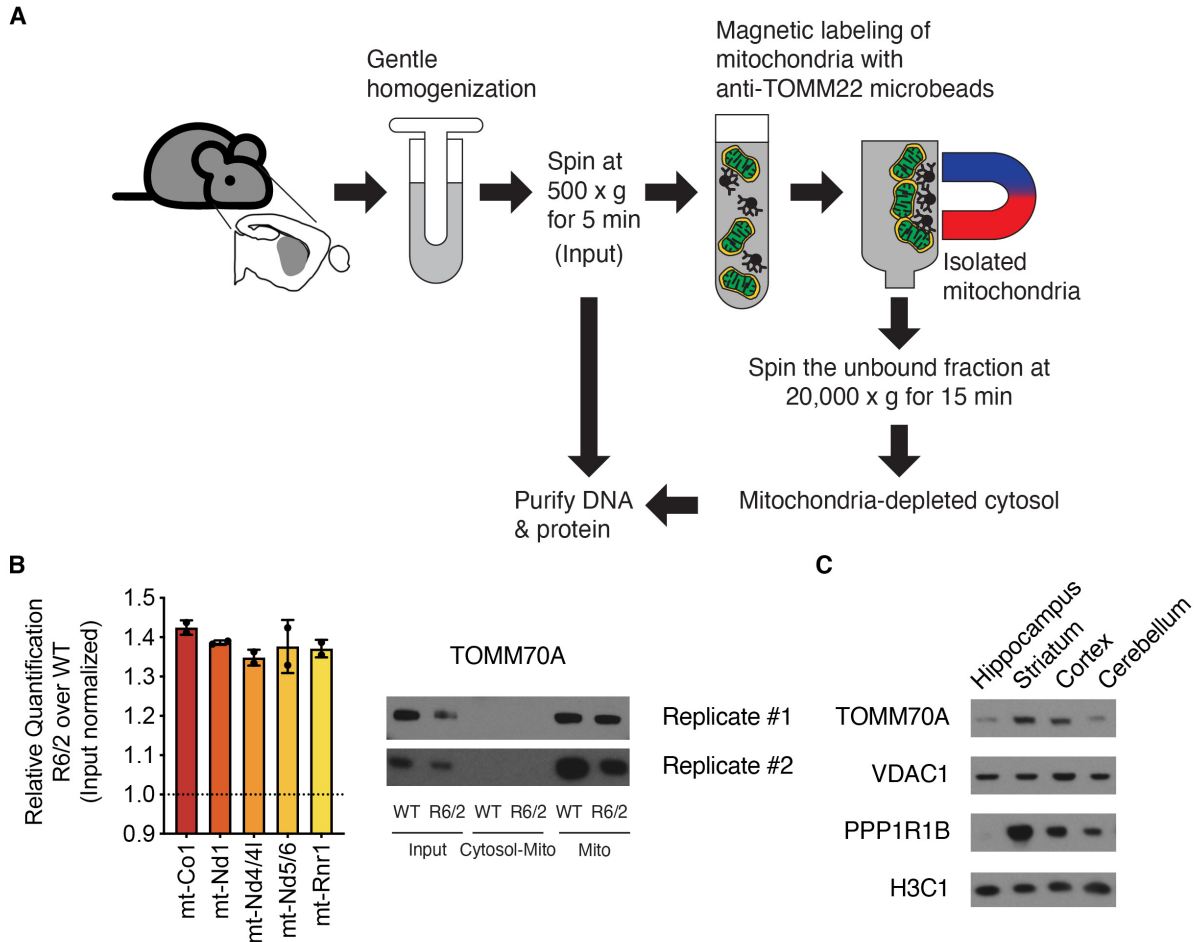 A
Gentle
homogenization
Spin at
500 x g
for 5 min
(Input)
Magnetic labeling of
mitochondria with
anti-TOMM22 microbeads
Isolated
mitochondria
Spin the unbound fraction at
20,000 x g for 15 min
Mitochondria-depleted cytosol
Purify DNA
& protein
B
Relative Quantification
R6/2 over WT
(Input normalized)
1.5
1.4
1.3
1.2
1.1
1.0
0.9
mt-Co1
mt-Nd1
mt-Nd4/4l
mt-Nd5/6
mt-Rnr1
TOMM70A
Replicate #1
Replicate #2
WT R6/2 WT R6/2 WT R6/2
Input Cytosol-Mito Mito
C
Hippocampus
Striatum
Cortex
Cerebellum
TOMM70A
VDAC1
PPP1R1B
H3C1